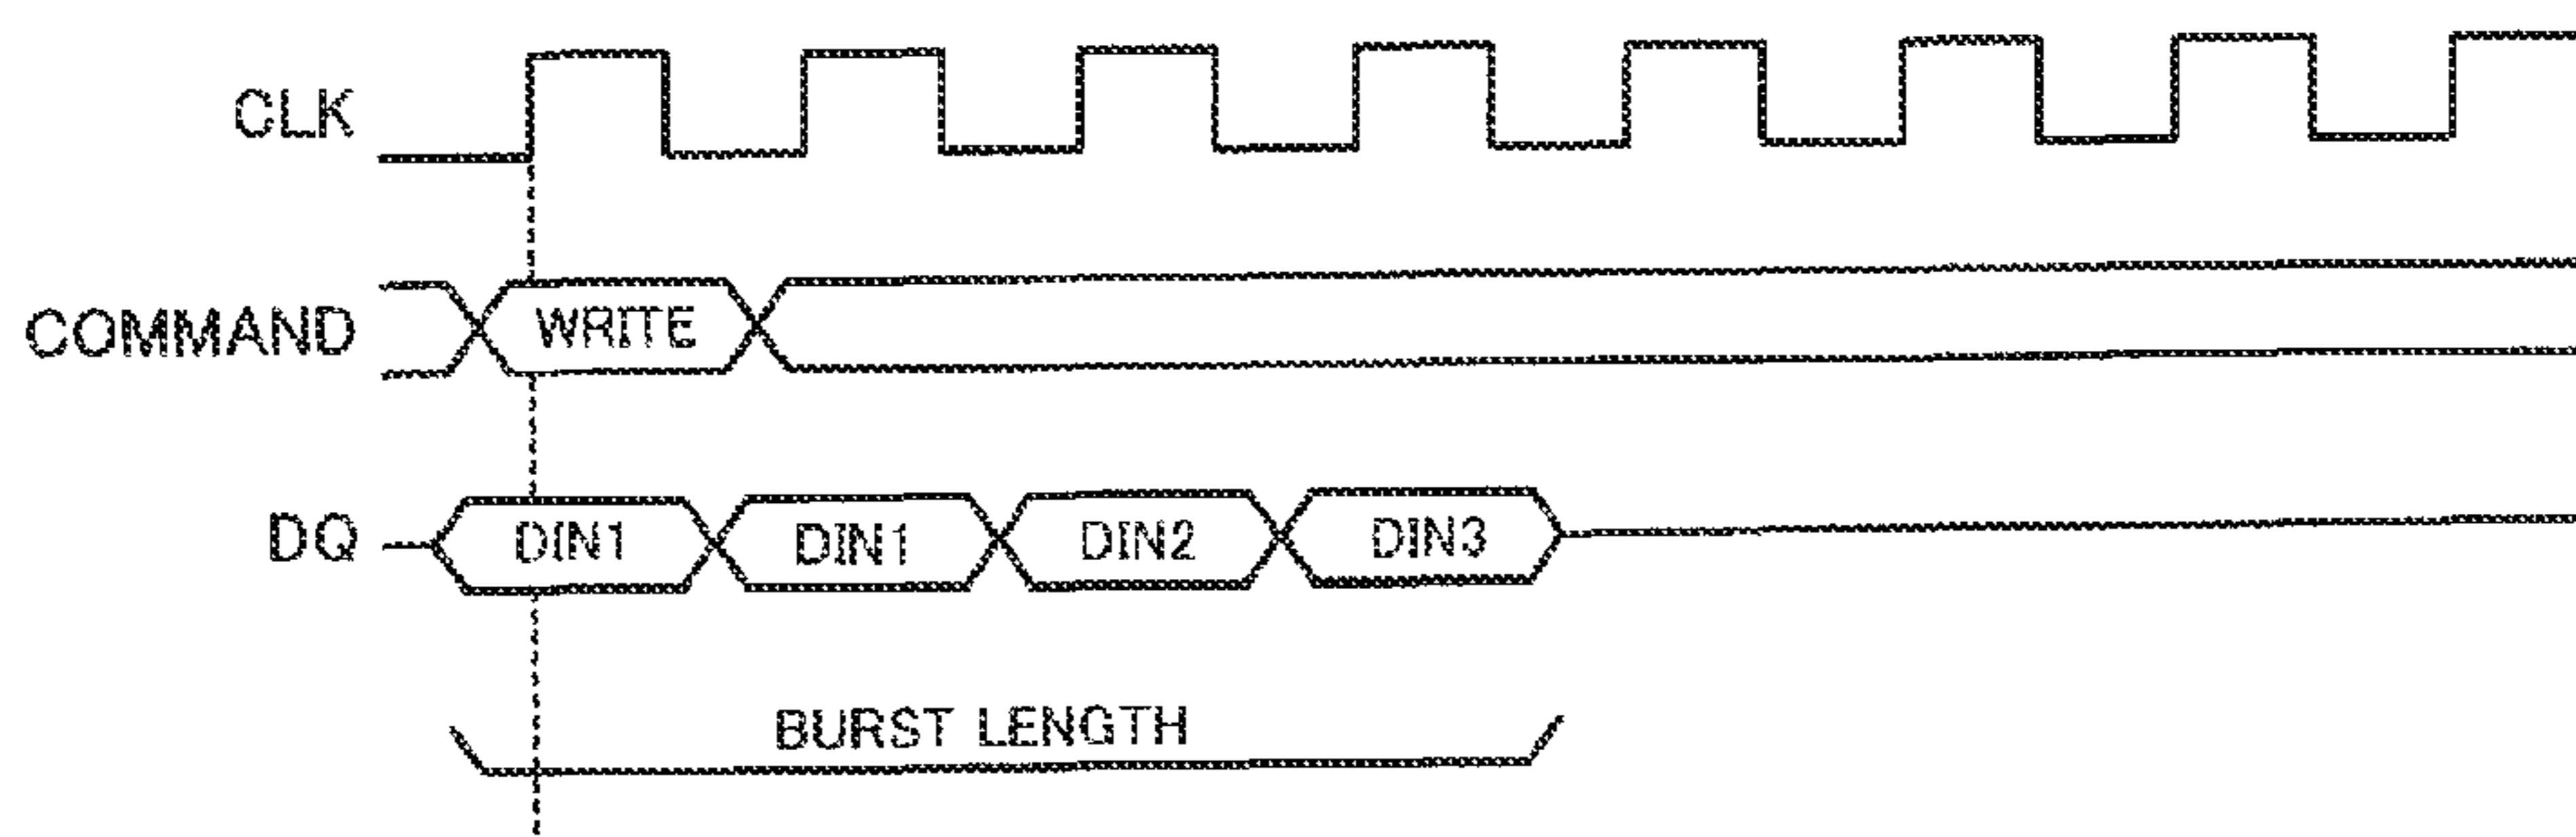 CLK
COMMAND WRITE
DQ DIN1 DIN1 DIN2 DIN3
BURST LENGTH